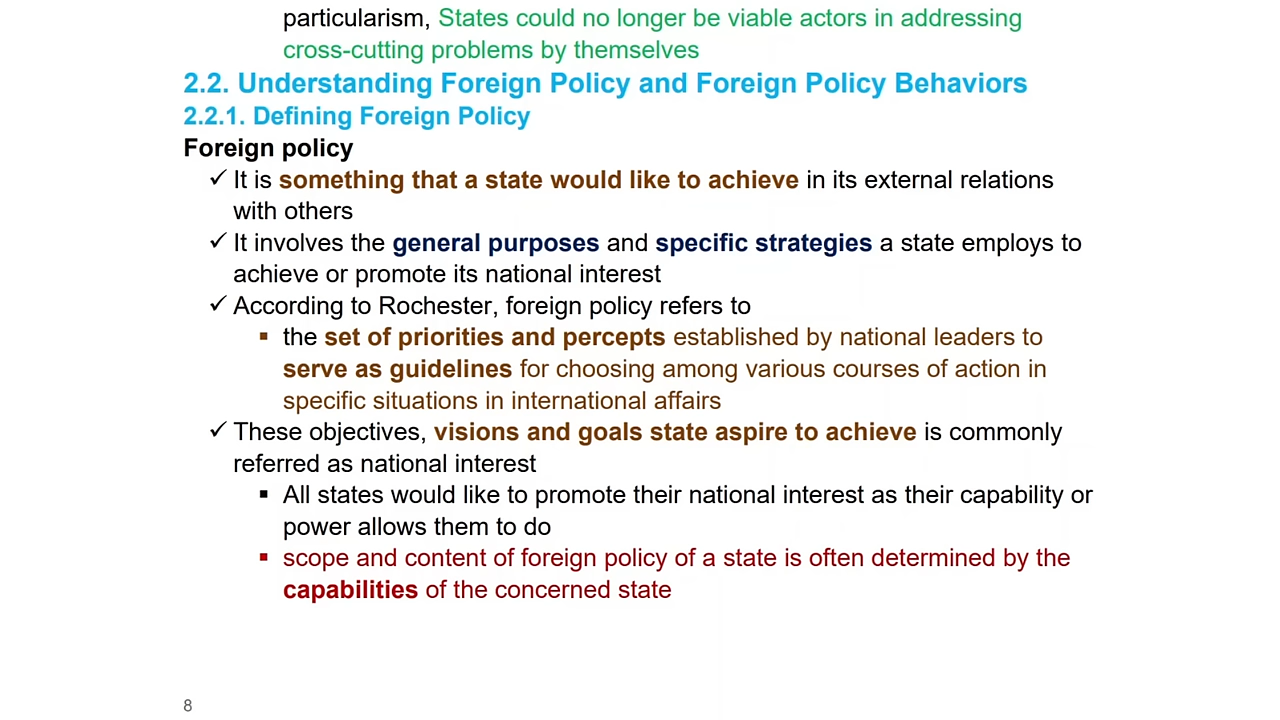 particularism, States could no longer be viable actors in addressing
cross-cutting problems by themselves
2.2. Understanding Foreign Policy and Foreign Policy Behaviors
2.2.1. Defining Foreign Policy
Foreign policy
✓ It is something that a state would like to achieve in its external relations
with others
✓ It involves the general purposes and specific strategies a state employs to
achieve or promote its national interest
✓ According to Rochester, foreign policy refers to
▪ the set of priorities and percepts established by national leaders to
serve as guidelines for choosing among various courses of action in
specific situations in international affairs
✓ These objectives, visions and goals state aspire to achieve is commonly
referred as national interest
▪ All states would like to promote their national interest as their capability or
power allows them to do
▪ scope and content of foreign policy of a state is often determined by the
capabilities of the concerned state
8